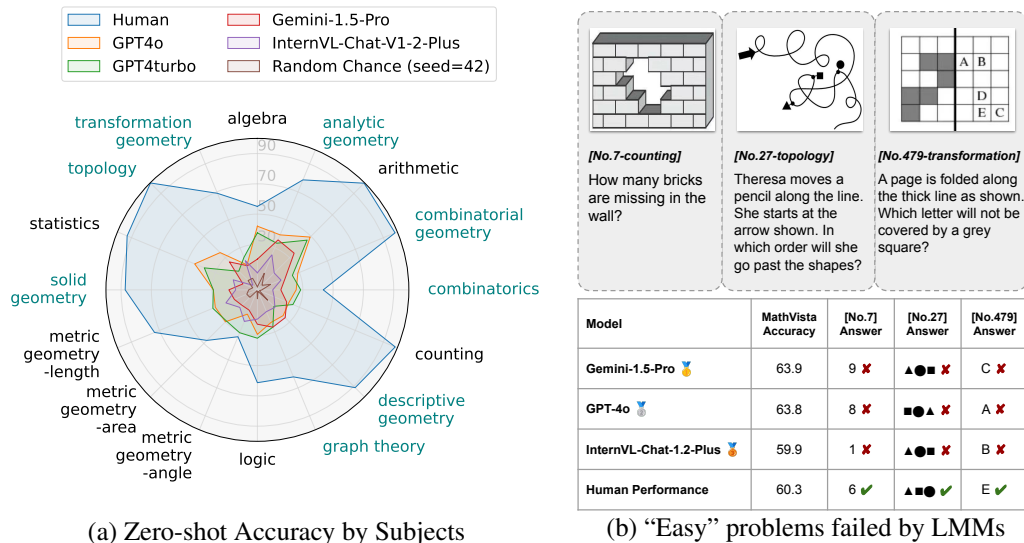 Human
GPT4o
GPT4turbo
Gemini-1.5-Pro
InternVL-Chat-V1-2-Plus
Random Chance (seed=42)
algebra
analytic
geometry
arithmetic
combinatorial
geometry
combinatorics
counting
descriptive
geometry
graph theory
logic
metric
geometry
-angle
metric
geometry
-area
metric
geometry
-length
solid
geometry
statistics
topology
transformation
geometry
90
70
50
30
(a) Zero-shot Accuracy by Subjects
A B
D
E C
[No.7-counting]
How many bricks
are missing in the
wall?
[No.27-topology]
Theresa moves a
pencil along the line.
She starts at the
arrow shown. In
which order will she
go past the shapes?
[No.479-transformation]
A page is folded along
the thick line as shown.
Which letter will not be
covered by a grey
square?
Model MathVista Accuracy [No.7] Answer [No.27] Answer [No.479] Answer
Gemini-1.5-Pro 🥇 63.9 9 ✘ ▲●■ ✘ C ✘
GPT-4o 🥈 63.8 8 ✘ ■●▲ ✘ A ✘
InternVL-Chat-1.2-Plus 🥉 59.9 1 ✘ ▲●■ ✘ B ✘
Human Performance 60.3 6 ✔ ▲■● ✔ E ✔
(b) “Easy” problems failed by LMMs